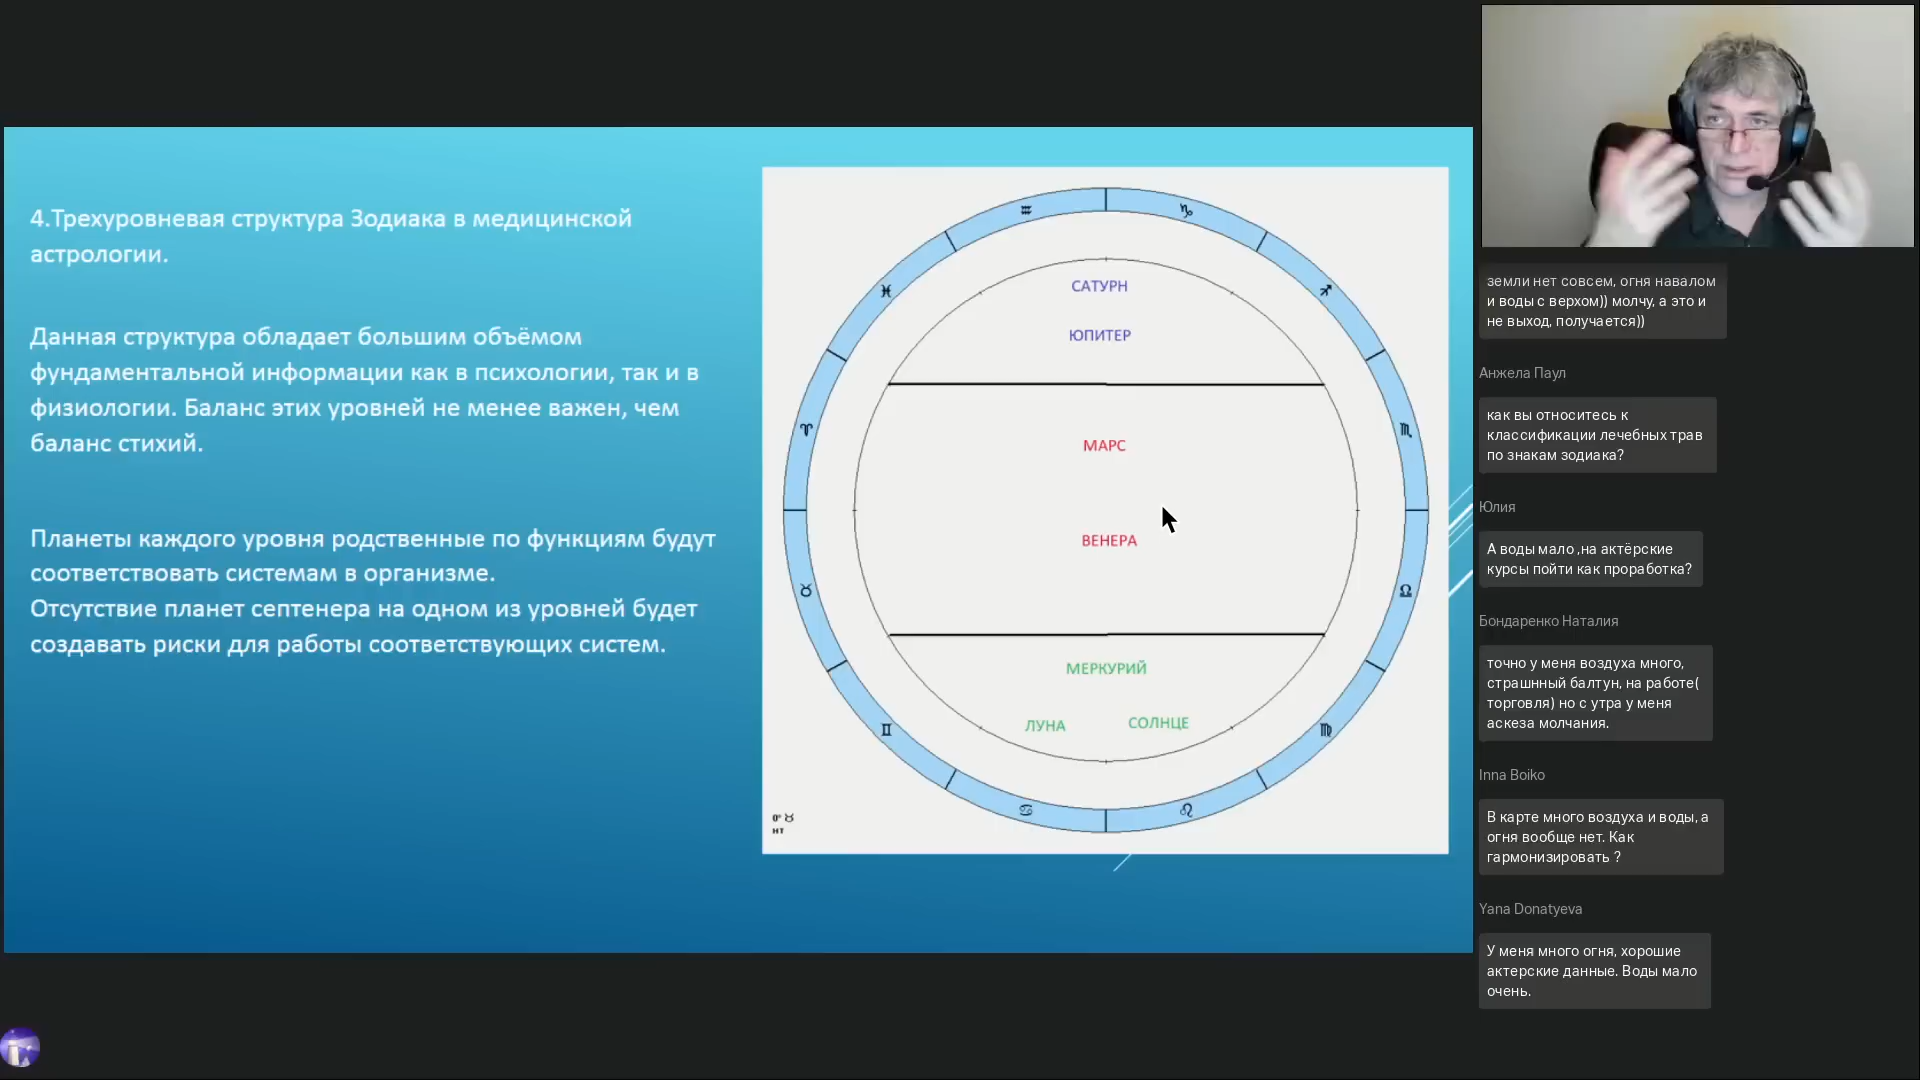 4.Трехуровневая структура Зодиака в медицинской
астрологии.
Данная структура обладает большим объёмом
фундаментальной информации как в психологии, так и в
физиологии. Баланс этих уровней не менее важен, чем
баланс стихий.
Планеты каждого уровня родственные по функциям будут
соответствовать системам в организме.
Отсутствие планет септенера на одном из уровней будет
создавать риски для работы соответствующих систем.
♒ ♑
♓ ♐
♈ ♏
♉ ♎
♊ ♍
♋ ♌
САТУРН
ЮПИТЕР
МАРС
ВЕНЕРА
МЕРКУРИЙ
ЛУНА СОЛНЦЕ
0° ♉
НТ
земли нет совсем, огня навалом
и воды с верхом)) молчу, а это и
не выход, получается))
Анжела Паул
как вы относитесь к
классификации лечебных трав
по знакам зодиака?
Юлия
А воды мало ,на актёрские
курсы пойти как проработка?
Бондаренко Наталия
точно у меня воздуха много,
страшнный балтун, на работе(
торговля) но с утра у меня
аскеза молчания.
Inna Boiko
В карте много воздуха и воды, а
огня вообще нет. Как
гармонизировать ?
Yana Donatyeva
У меня много огня, хорошие
актерские данные. Воды мало
очень.